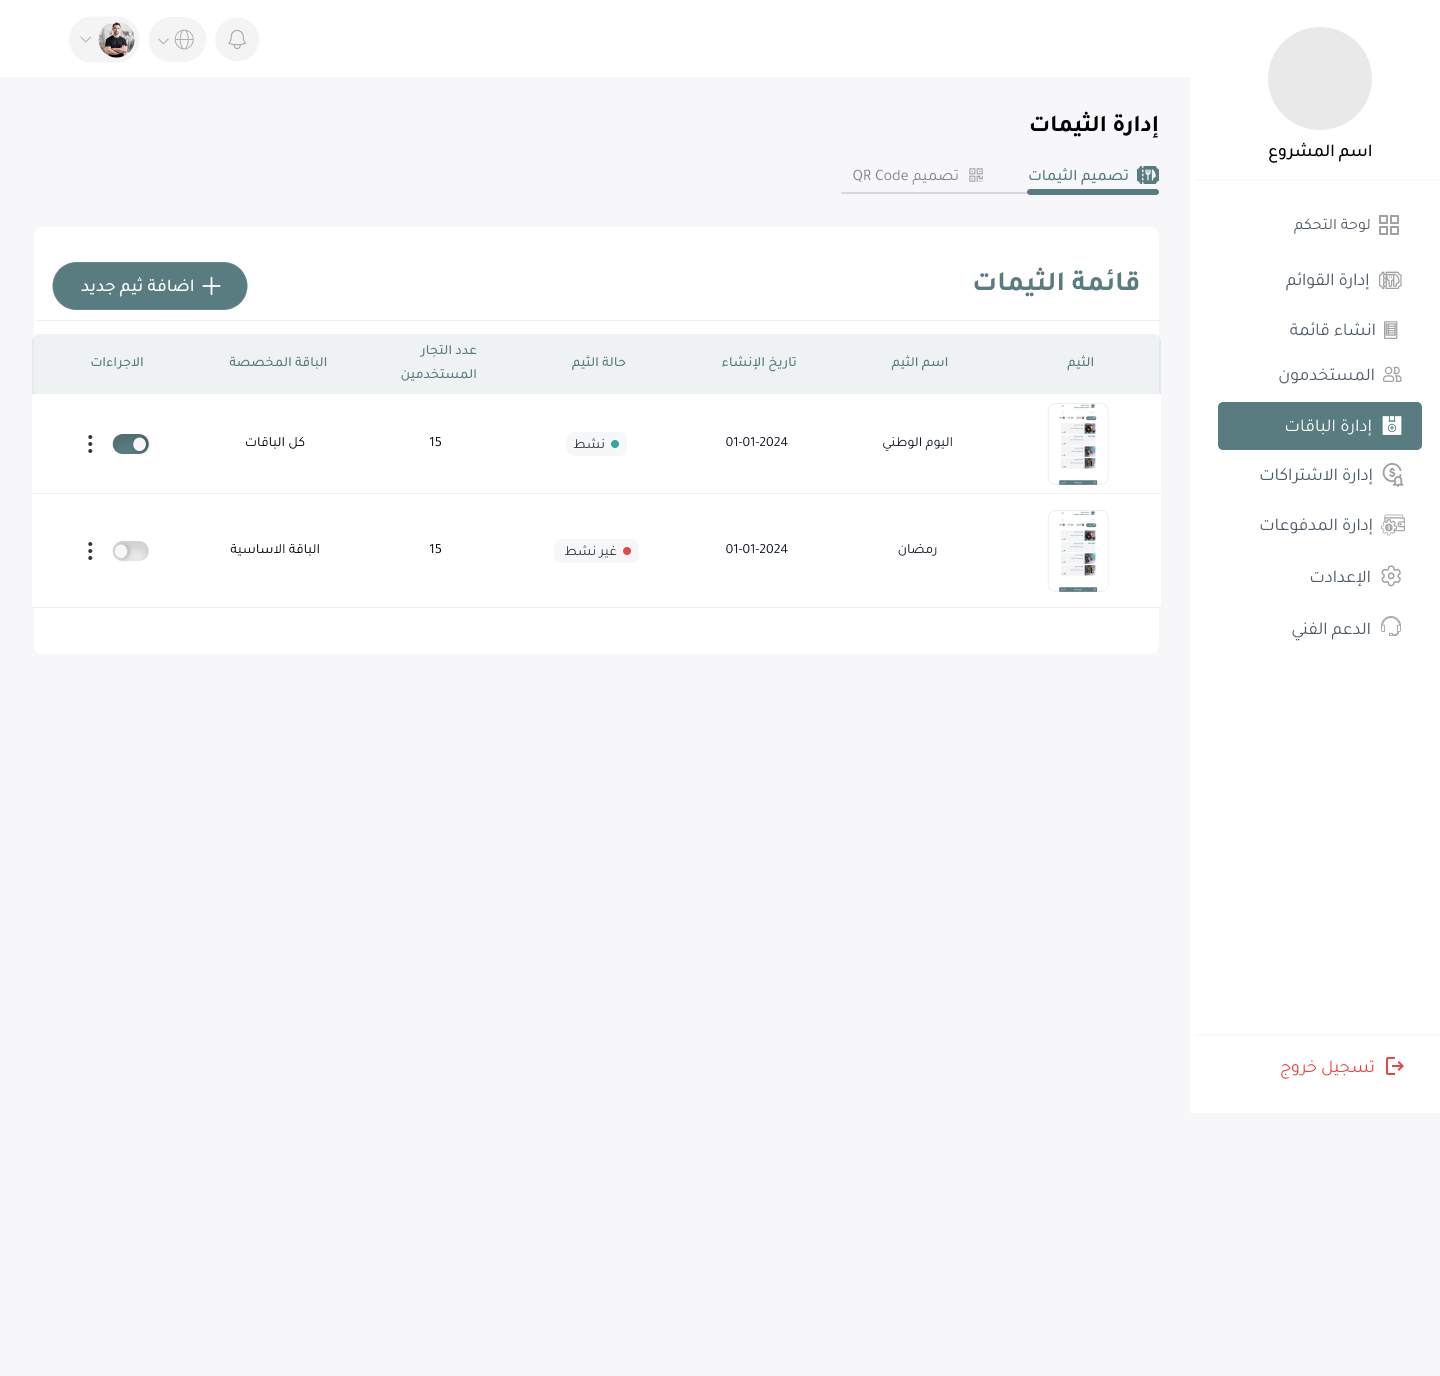 اسم المشروع
لوحة التحكم
إدارة القوائم
انشاء قائمة
المستخدمون
إدارة الباقات
إدارة الاشتراكات
إدارة المدفوعات
الإعدادت
الدعم الفني
تسجيل خروج
إدارة الثيمات
تصميم الثيمات
تصميم QR Code
قائمة الثيمات
اضافة ثيم جديد
الثيم
اسم الثيم
تاريخ الإنشاء
حالة الثيم
عدد التجار
المستخدمين
الباقة المخصصة
الاجراءات
اليوم الوطني
01-01-2024
نشط
15
كل الباقات
رمضان
01-01-2024
غير نشط
15
الباقة الاساسية